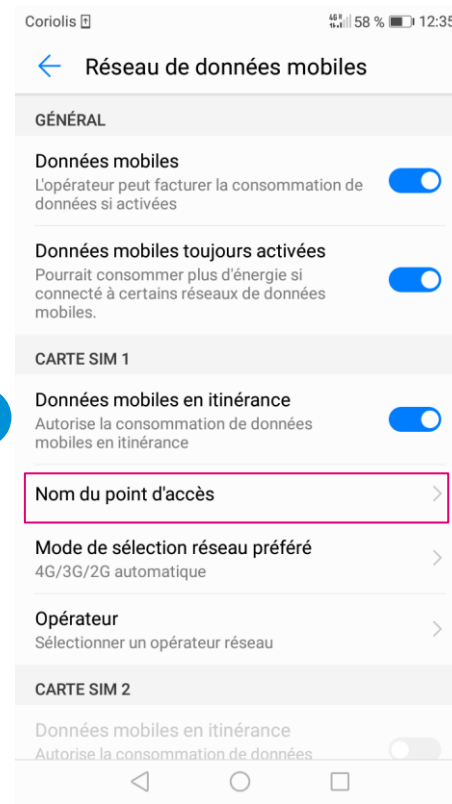 Coriolis
58 % 12:35
Réseau de données mobiles
GÉNÉRAL
Données mobiles
L'opérateur peut facturer la consommation de
données si activées
Données mobiles toujours activées
Pourrait consommer plus d'énergie si
connecté à certains réseaux de données
mobiles.
CARTE SIM 1
Données mobiles en itinérance
Autorise la consommation de données
mobiles en itinérance
Nom du point d'accès
Mode de sélection réseau préféré
4G/3G/2G automatique
Opérateur
Sélectionner un opérateur réseau
CARTE SIM 2
Données mobiles en itinérance
Autorise la consommation de données